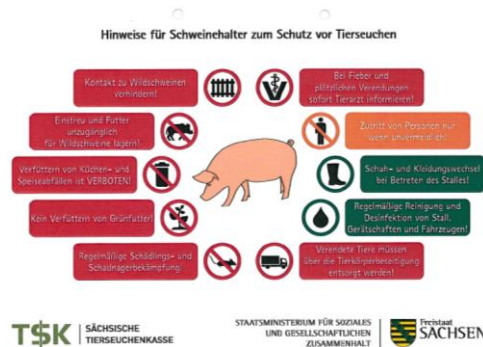 Hinweise für Schweinehalter zum Schutz vor Tierseuchen
Kontakt zu Wildschweinen
verhindern!
Einstreu und Futter
unzugänglich
für Wildschweine lagern!
Verfüttern von Küchen- und
Speiseabfällen ist VERBOTEN!
Kein Verfüttern von Grünfutter!
Regelmäßige Schädlings- und
Schadnagerbekämpfung
Bei Fieber und
plötzlichen Verendungen
sofort Tierarzt informieren!
Zutritt von Personen nur
wenn unvermeidlich!
Schuh- und Kleidungswechsel
bei Betreten des Stalles!
Regelmäßige Reinigung und
Desinfektion von Stall,
Gerätschaften und Fahrzeugen!
Verendete Tiere müssen
über die Tierkörperbeseitigung
entsorgt werden!
T$K
SÄCHSISCHE
TIERSEUCHENKASSE
STAATSMINISTERIUM FÜR SOZIALES
UND GESELLSCHAFTLICHEN
ZUSAMMENHALT
Freistaat
SACHSEN